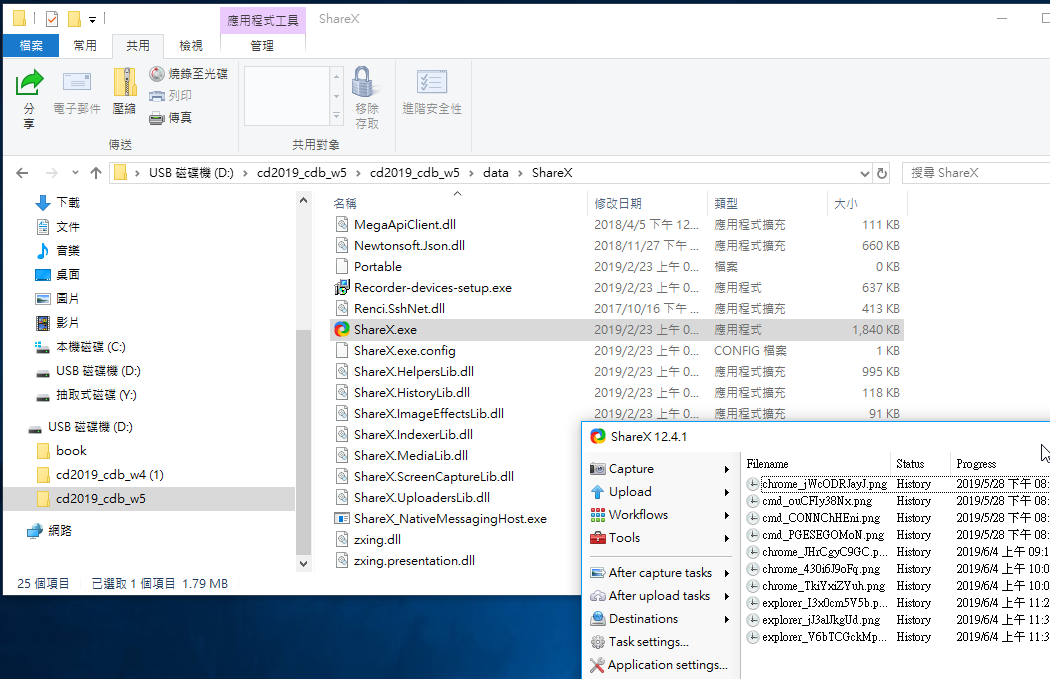 應用程式工具 ShareX
檔案 常用 共用 檢視 管理
分享 電子郵件 壓縮 燒錄至光碟 列印 傳真 移除存取 進階安全性
傳送 共用對象
USB 磁碟機 (D:) cd2019_cdb_w5 cd2019_cdb_w5 data ShareX 搜尋 ShareX
下載
文件
音樂
桌面
圖片
影片
本機磁碟 (C:)
USB 磁碟機 (D:)
抽取式磁碟 (Y:)
USB 磁碟機 (D:)
book
cd2019_cdb_w4 (1)
cd2019_cdb_w5
網路
名稱 修改日期 類型 大小
MegaApiClient.dll 2018/4/5 下午 12... 應用程式擴充 111 KB
Newtonsoft.Json.dll 2018/11/27 下午 ... 應用程式擴充 660 KB
Portable 2019/2/23 上午 0... 檔案 0 KB
Recorder-devices-setup.exe 2019/2/23 上午 0... 應用程式 637 KB
Renci.SshNet.dll 2017/10/16 下午 ... 應用程式擴充 413 KB
ShareX.exe 2019/2/23 上午 0... 應用程式 1,840 KB
ShareX.exe.config 2019/2/23 上午 0... CONFIG 檔案 1 KB
ShareX.HelpersLib.dll 2019/2/23 上午 0... 應用程式擴充 995 KB
ShareX.HistoryLib.dll 2019/2/23 上午 0... 應用程式擴充 118 KB
ShareX.ImageEffectsLib.dll 2019/2/23 上午 0... 應用程式擴充 91 KB
ShareX.IndexerLib.dll
ShareX.MediaLib.dll
ShareX.ScreenCaptureLib.dll
ShareX.UploadersLib.dll
ShareX_NativeMessagingHost.exe
zxing.dll
zxing.presentation.dll
25 個項目 已選取 1 個項目 1.79 MB
ShareX 12.4.1
Capture
Upload
Workflows
Tools
After capture tasks
After upload tasks
Destinations
Task settings...
Application settings...
Filename Status Progress
chrome_jWcODRJayJ.png History 2019/5/28 下午 08:
cmd_ouCFIy38Nx.png History 2019/5/28 下午 08:
cmd_CONNChHEni.png History 2019/5/28 下午 08:
cmd_PGESEGOMoN.png History 2019/5/28 下午 08:
chrome_JHrCgyC9GC.p... History 2019/6/4 上午 09:1
chrome_430i6J9oFq.png History 2019/6/4 上午 10:0
chrome_TkiYxiZYuh.png History 2019/6/4 上午 10:0
explorer_I3x0cm5V5b.p... History 2019/6/4 上午 11:2
explorer_jJ3alJkgUd.png History 2019/6/4 上午 11:3
explorer_V6bTCGckMp... History 2019/6/4 上午 11:3